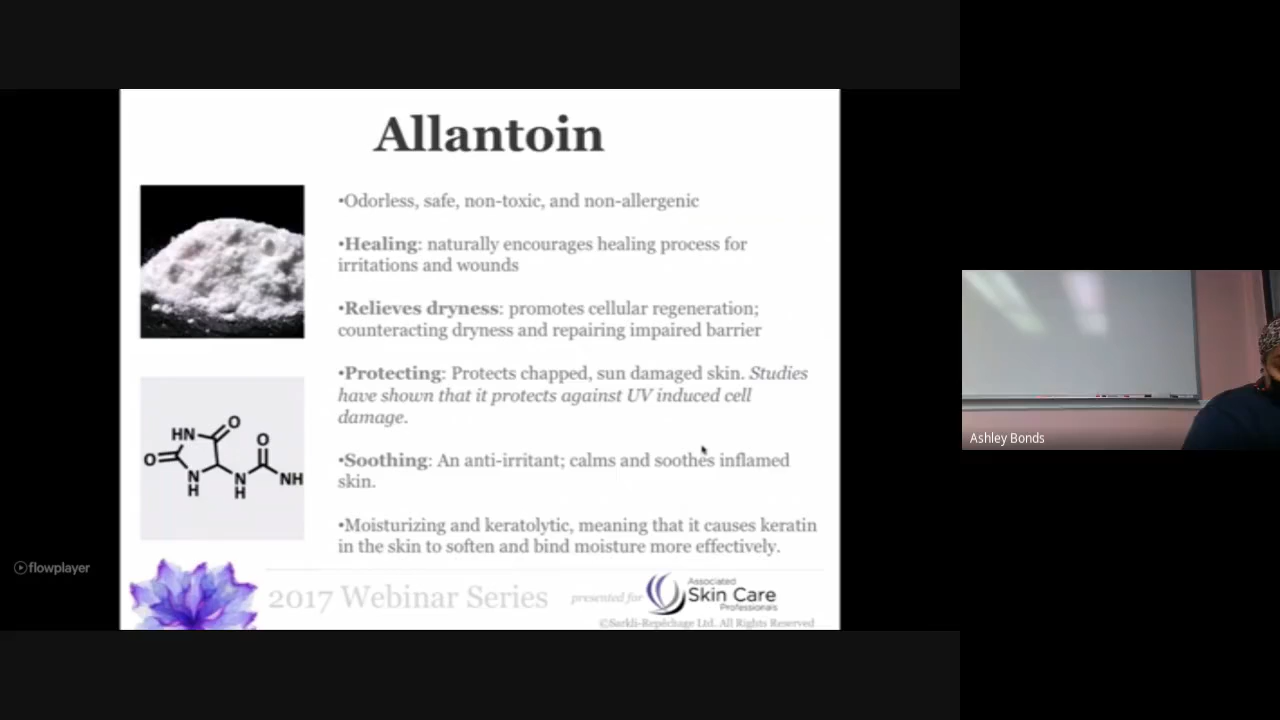 Allantoin
•Odorless, safe, non-toxic, and non-allergenic
•Healing: naturally encourages healing process for
irritations and wounds
•Relieves dryness: promotes cellular regeneration;
counteracting dryness and repairing impaired barrier
•Protecting: Protects chapped, sun damaged skin. Studies
have shown that it protects against UV induced cell
damage.
•Soothing: An anti-irritant; calms and soothes inflamed
skin.
•Moisturizing and keratolytic, meaning that it causes keratin
in the skin to soften and bind moisture more effectively.
HN
O
O
O
N
H
N
H
NH
flowplayer
2017 Webinar Series
presented for
Associated
Skin Care
Professionals
©Sarkli-Repêchage Ltd. All Rights Reserved
Ashley Bonds